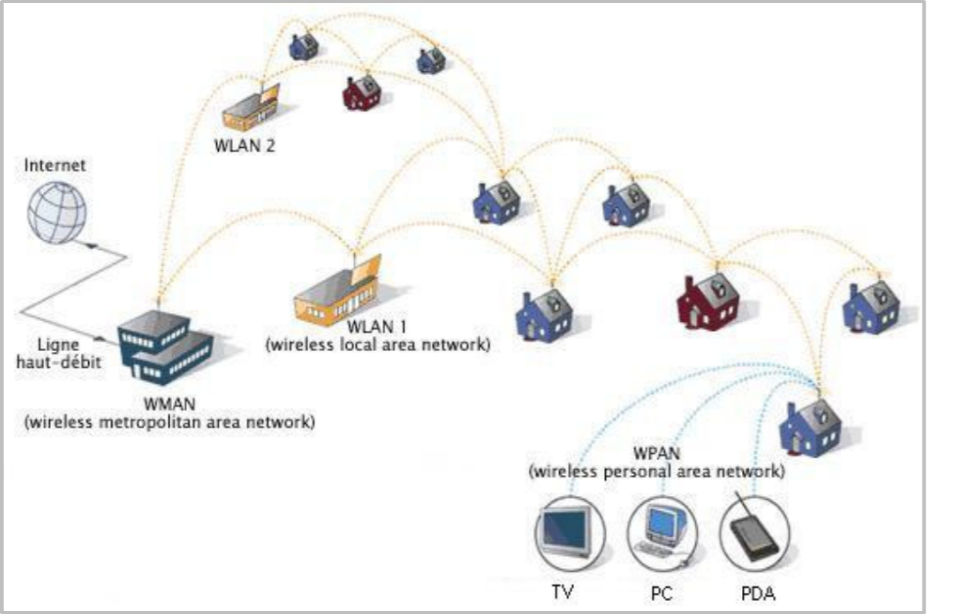 WLAN 2
Internet
WLAN 1
(wireless local area network)
Ligne
haut-débit
WMAN
(wireless metropolitan area network)
WPAN
(wireless personal area network)
TV
PC
PDA